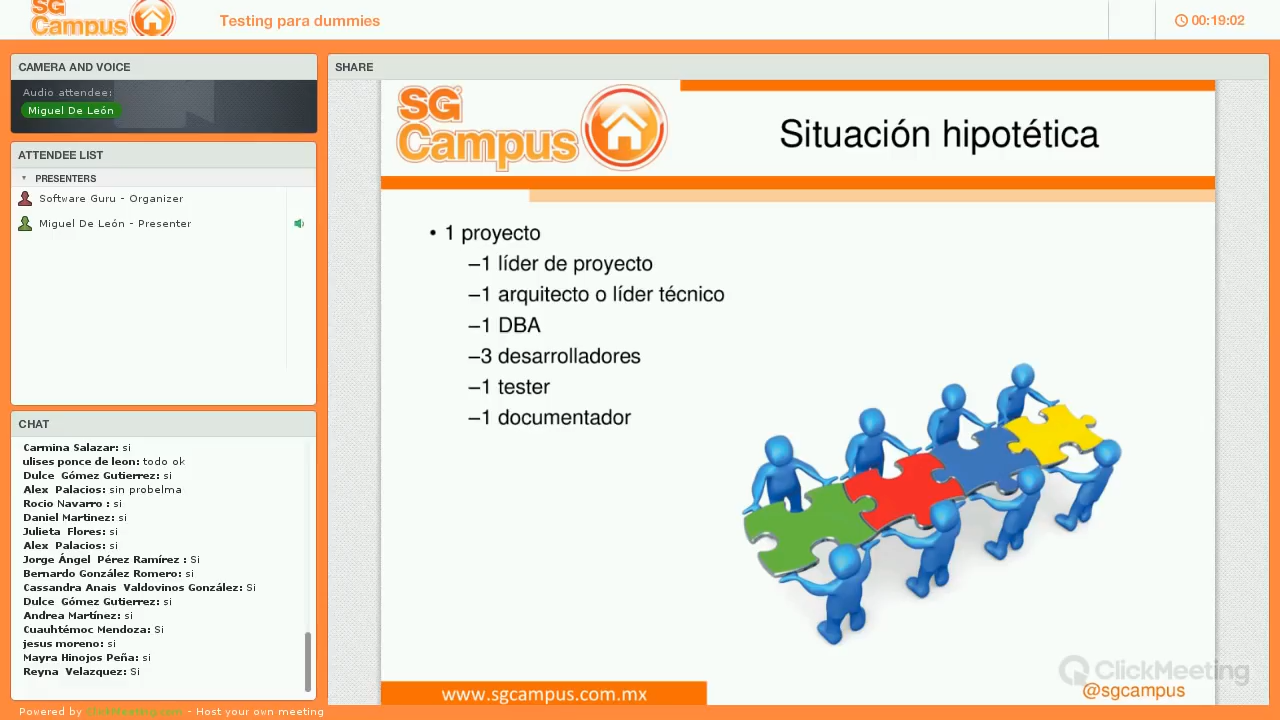 SG
Campus
Testing para dummies
00:19:02
CAMERA AND VOICE
Audio attendee:
Miguel De León
ATTENDEE LIST
PRESENTERS
Software Guru - Organizer
Miguel De León - Presenter
CHAT
Carmina Salazar: si
ulises ponce de leon: todo ok
Dulce Gómez Gutierrez: si
Alex Palacios: sin probelma
Rocio Navarro : si
Daniel Martinez: si
Julieta Flores: si
Alex Palacios: si
Jorge Ángel Pérez Ramírez : Si
Bernardo González Romero: si
Cassandra Anais Valdovinos González: Si
Dulce Gómez Gutierrez: si
Andrea Martínez: si
Cuauhtémoc Mendoza: Si
jesus moreno: si
Mayra Hinojos Peña: si
Reyna Velazquez: Si
Powered by ClickMeeting.com - Host your own meeting
SHARE
SG
Campus
Situación hipotética
• 1 proyecto
–1 líder de proyecto
–1 arquitecto o líder técnico
–1 DBA
–3 desarrolladores
–1 tester
–1 documentador
ClickMeeting
www.sgcampus.com.mx
@sgcampus